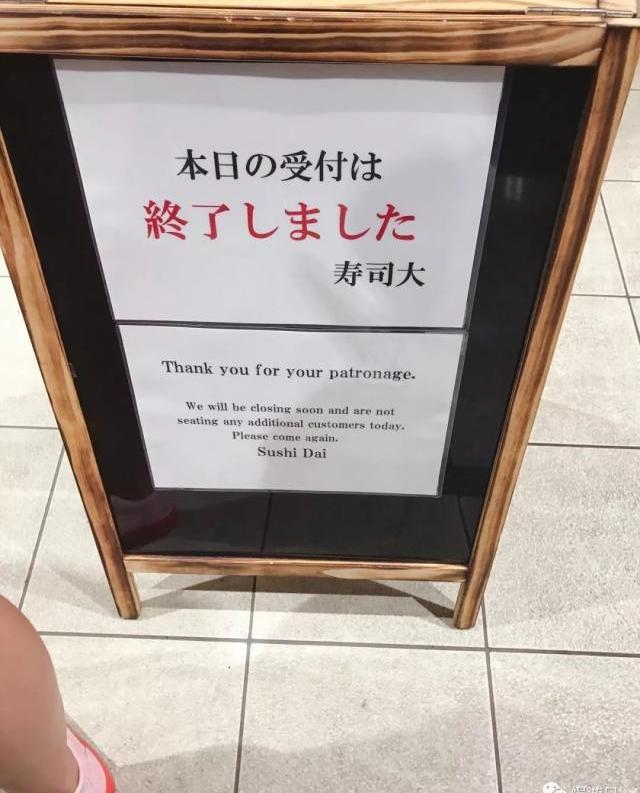 本日の受付は
終了しました
寿司大
Thank you for your patronage.
We will be closing soon and are not
seating any additional customers today.
Please come again.
Sushi Dai